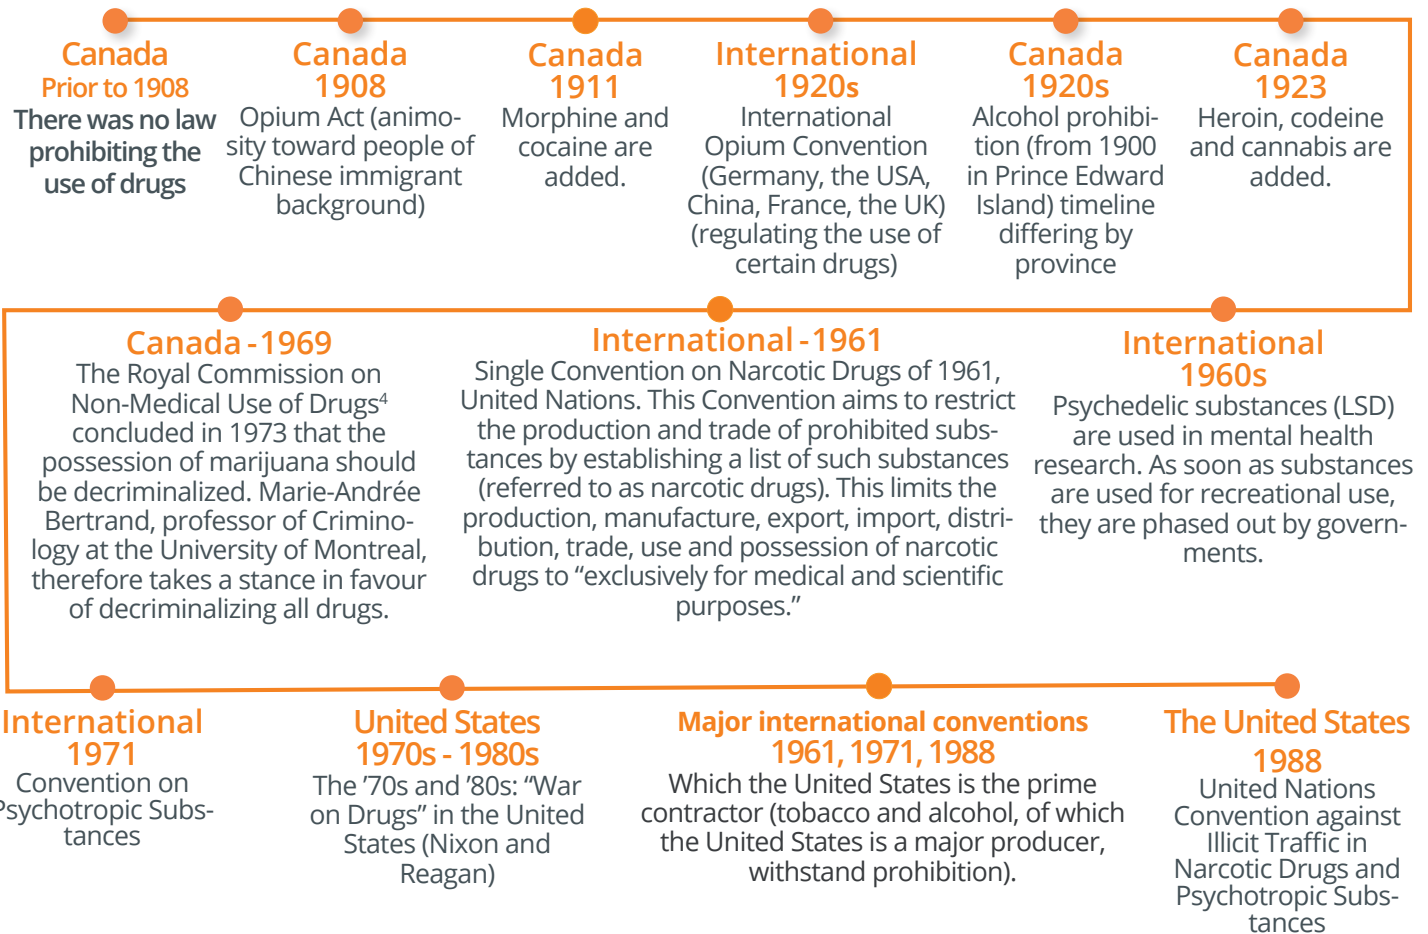 Canada
Prior to 1908
There was no law
prohibiting the
use of drugs
Canada
1908
Opium Act (animo-
sity toward people of
Chinese immigrant
background)
Canada
1911
Morphine and
cocaine are
added.
International
1920s
International
Opium Convention
(Germany, the USA,
China, France, the UK)
(regulating the use of
certain drugs)
Canada
1920s
Alcohol prohibi-
tion (from 1900
in Prince Edward
Island) timeline
differing by
province
Canada
1923
Heroin, codeine
and cannabis are
added.
International
1960s
Psychedelic substances (LSD)
are used in mental health
research. As soon as substances
are used for recreational use,
they are phased out by govern-
ments.
International - 1961
Single Convention on Narcotic Drugs of 1961,
United Nations. This Convention aims to restrict
the production and trade of prohibited subs-
tances by establishing a list of such substances
(referred to as narcotic drugs). This limits the
production, manufacture, export, import, distri-
bution, trade, use and possession of narcotic
drugs to “exclusively for medical and scientific
purposes.”
Canada - 1969
The Royal Commission on
Non-Medical Use of Drugs⁴
concluded in 1973 that the
possession of marijuana should
be decriminalized. Marie-Andrée
Bertrand, professor of Crimino-
logy at the University of Montreal,
therefore takes a stance in favour
of decriminalizing all drugs.
International
1971
Convention on
Psychotropic Subs-
tances
United States
1970s - 1980s
The ’70s and ’80s: “War
on Drugs” in the United
States (Nixon and
Reagan)
Major international conventions
1961, 1971, 1988
Which the United States is the prime
contractor (tobacco and alcohol, of which
the United States is a major producer,
withstand prohibition).
The United States
1988
United Nations
Convention against
Illicit Traffic in
Narcotic Drugs and
Psychotropic Subs-
tances